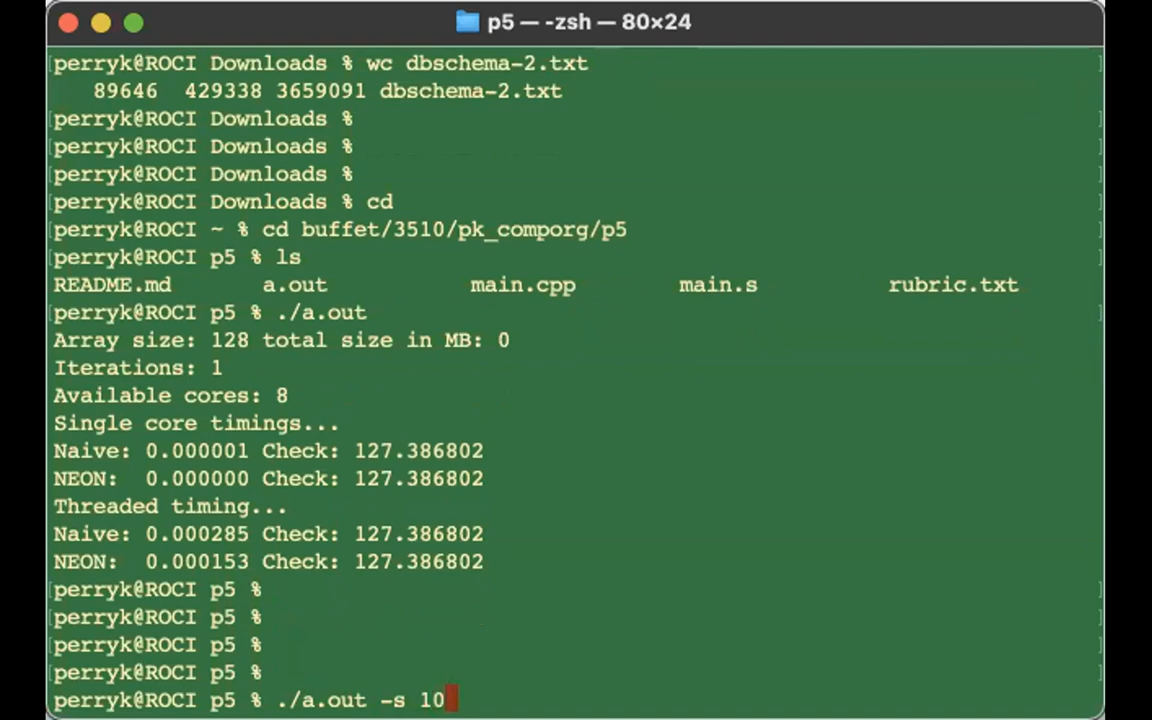 p5 — -zsh — 80×24
perryk@ROCI Downloads % wc dbschema-2.txt
89646 429338 3659091 dbschema-2.txt
perryk@ROCI Downloads %
perryk@ROCI Downloads %
perryk@ROCI Downloads %
perryk@ROCI Downloads % cd
perryk@ROCI ~ % cd buffet/3510/pk_comporg/p5
perryk@ROCI p5 % ls
README.md a.out main.cpp main.s rubric.txt
perryk@ROCI p5 % ./a.out
Array size: 128 total size in MB: 0
Iterations: 1
Available cores: 8
Single core timings...
Naive: 0.000001 Check: 127.386802
NEON: 0.000000 Check: 127.386802
Threaded timing...
Naive: 0.000285 Check: 127.386802
NEON: 0.000153 Check: 127.386802
perryk@ROCI p5 %
perryk@ROCI p5 %
perryk@ROCI p5 %
perryk@ROCI p5 %
perryk@ROCI p5 % ./a.out -s 10